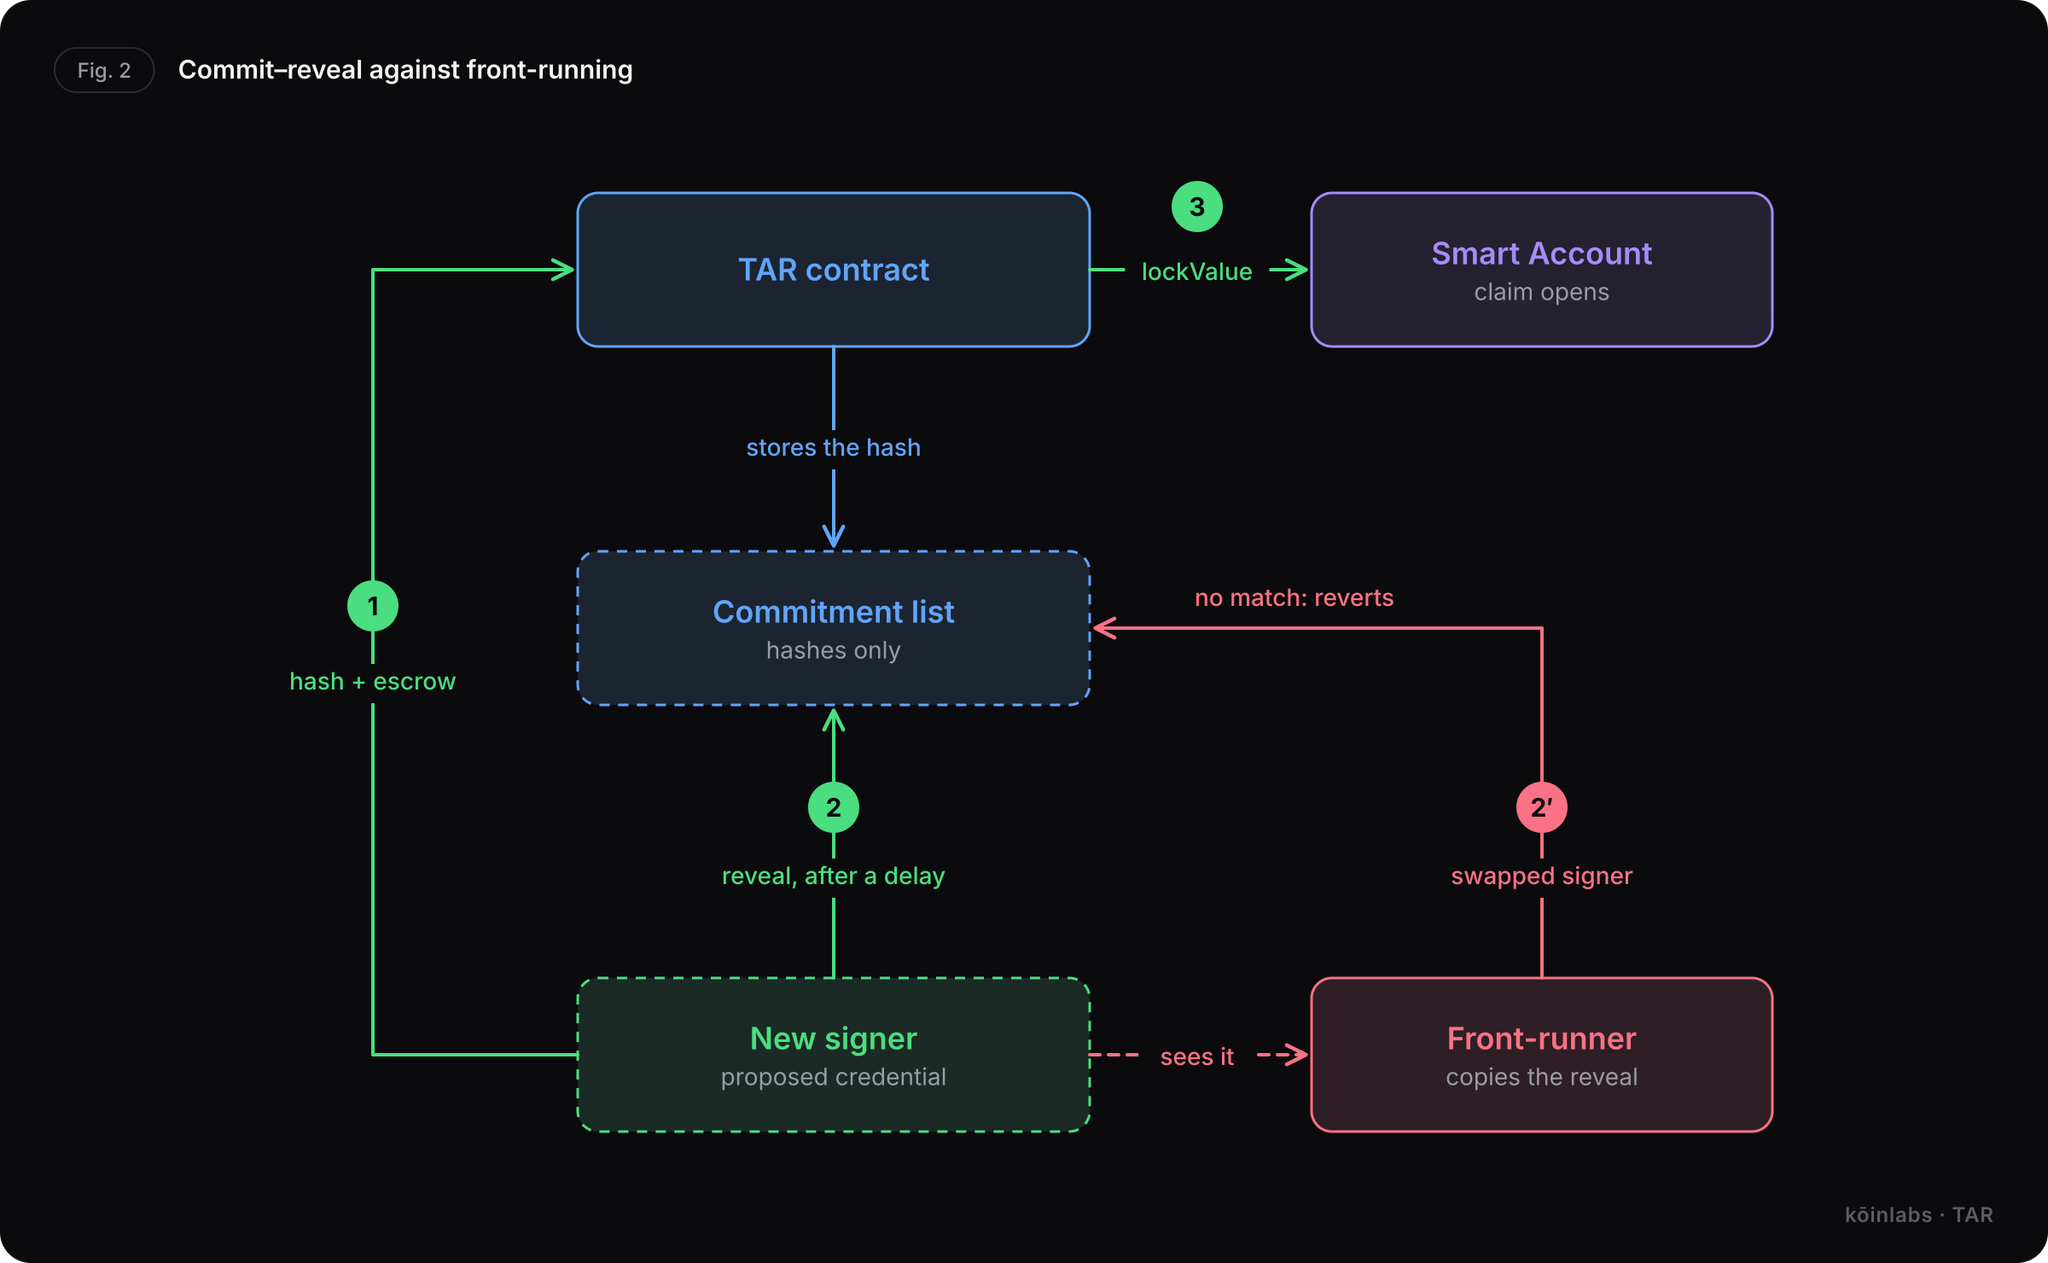 Fig. 2
Commit–reveal against front-running
3
TAR contract
lockValue
Smart Account
claim opens
stores the hash
1
hash + escrow
Commitment list
hashes only
no match: reverts
2
reveal, after a delay
2′
swapped signer
New signer
proposed credential
sees it
Front-runner
copies the reveal
kōinlabs · TAR